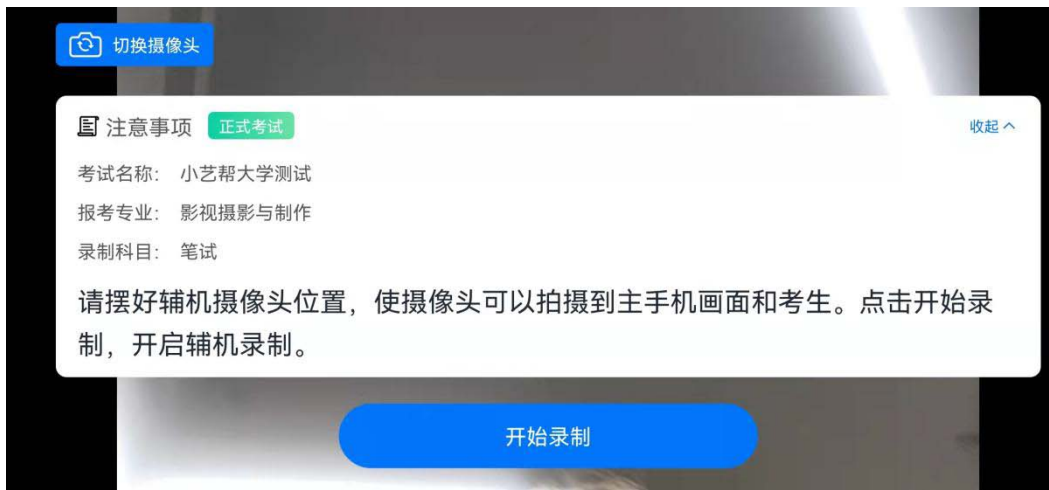 切换摄像头
注意事项 正式考试 收起
考试名称: 小艺帮大学测试
报考专业: 影视摄影与制作
录制科目: 笔试
请摆好辅机摄像头位置，使摄像头可以拍摄到主手机画面和考生。点击开始录
制，开启辅机录制。
开始录制